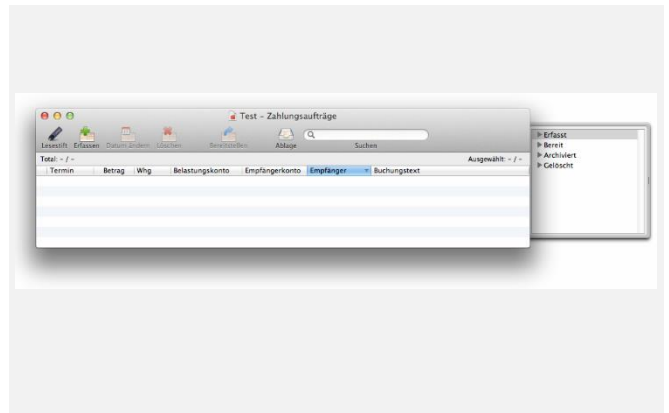 Test - Zahlungsaufträge
Lesestift Erfassen Datum ändern Löschen Bereitstellen Ablage Suchen
Total: - / - Ausgewählt: - / -
Termin Betrag Whg Belastungskonto Empfängerkonto Empfänger Buchungstext
Erfasst
Bereit
Archiviert
Gelöscht